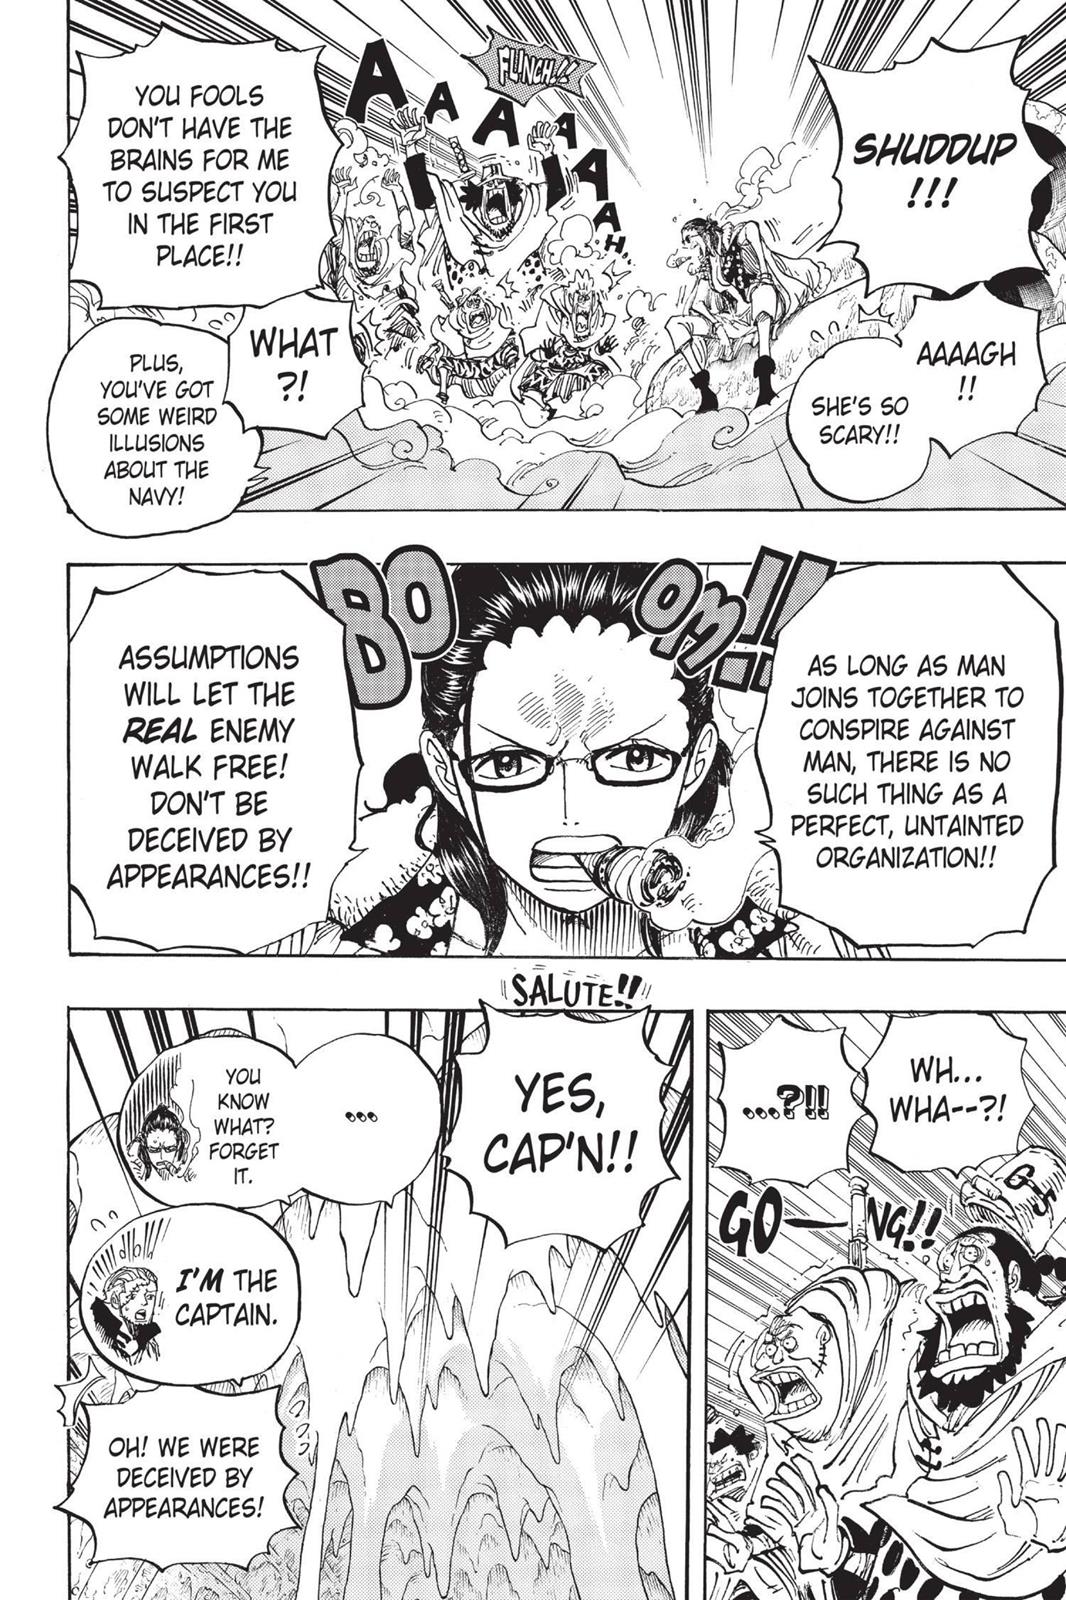 SHUDDUP
!!!
AAAAGH
!!
SHE'S SO
SCARY!!
FLINCH!!
AAAAAAAH
YOU FOOLS
DON'T HAVE THE
BRAINS FOR ME
TO SUSPECT YOU
IN THE FIRST
PLACE!!
WHAT
?!
PLUS,
YOU'VE GOT
SOME WEIRD
ILLUSIONS
ABOUT THE
NAVY!
AS LONG AS MAN
JOINS TOGETHER TO
CONSPIRE AGAINST
MAN, THERE IS NO
SUCH THING AS A
PERFECT, UNTAINTED
ORGANIZATION!!
BOOM!!
ASSUMPTIONS
WILL LET THE
REAL ENEMY
WALK FREE!
DON'T BE
DECEIVED BY
APPEARANCES!!
WH...
WHA--?!
...?!!
GO—NG!!
G-5
SALUTE!!
YES,
CAP'N!!
...
YOU
KNOW
WHAT?
FORGET
IT.
I'M THE
CAPTAIN.
OH! WE WERE
DECEIVED BY
APPEARANCES!